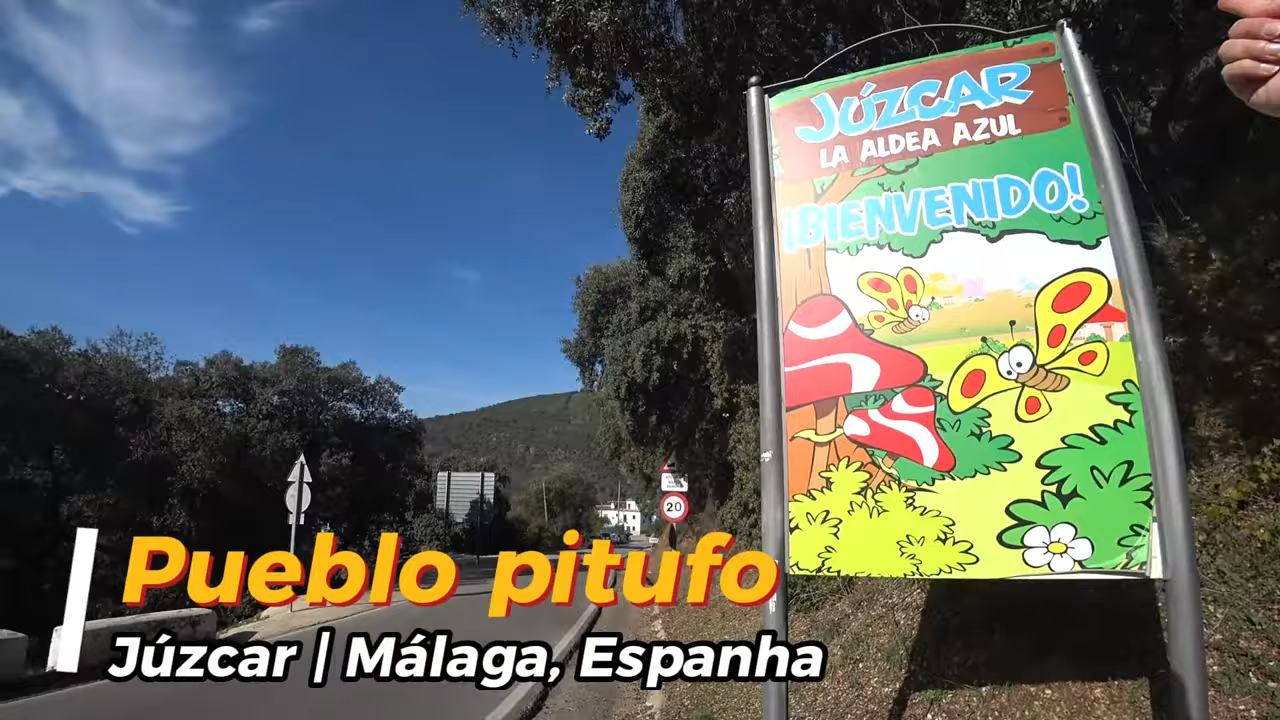 JÚZCAR
LA ALDEA AZUL
¡BIENVENIDO!
20
Pueblo pitufo
Júzcar | Málaga, Espanha